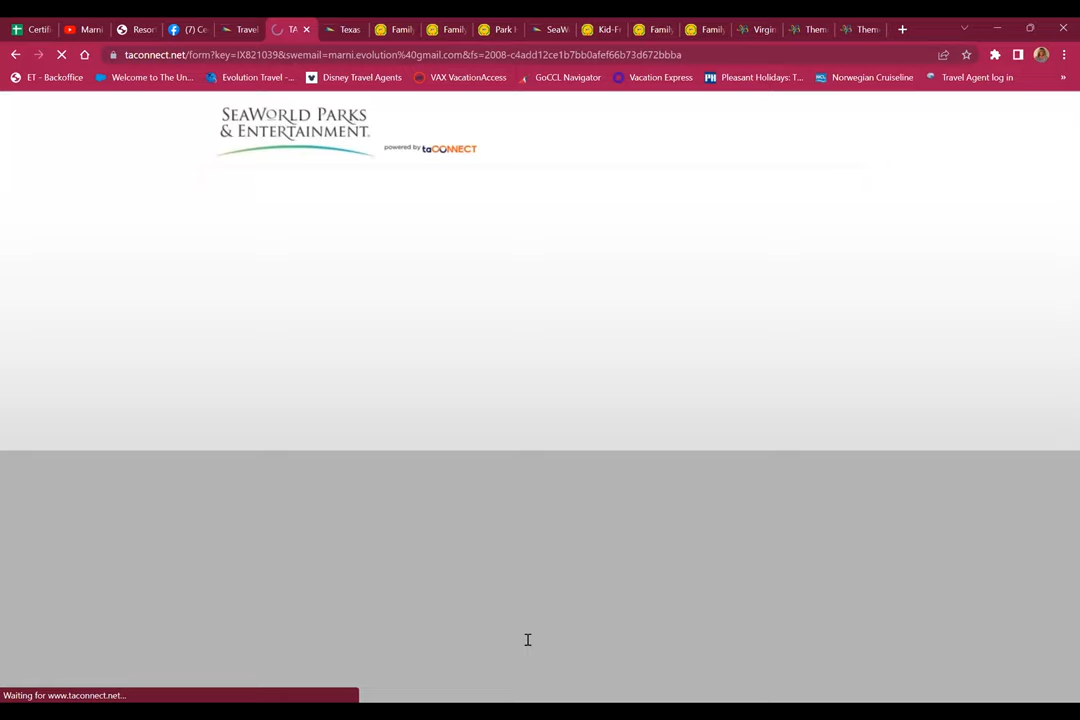 Certifi
Marni
Resor
(7) Ce
Travel
TA
Texas
Family
Family
Park H
SeaW
Kid-Fr
Family
Family
Virgin
Them
Them
taconnect.net/form?key=IX821039&swemail=marni.evolution%40gmail.com&fs=2008-c4add12ce1b7bb0afef66b73d672bbba
ET - Backoffice
Welcome to The Un...
Evolution Travel -...
Disney Travel Agents
VAX VacationAccess
GoCCL Navigator
Vacation Express
Pleasant Holidays: T...
Norwegian Cruiseline
Travel Agent log in
SEAWORLD PARKS
& ENTERTAINMENT.
powered by taCONNECT
Waiting for www.taconnect.net...